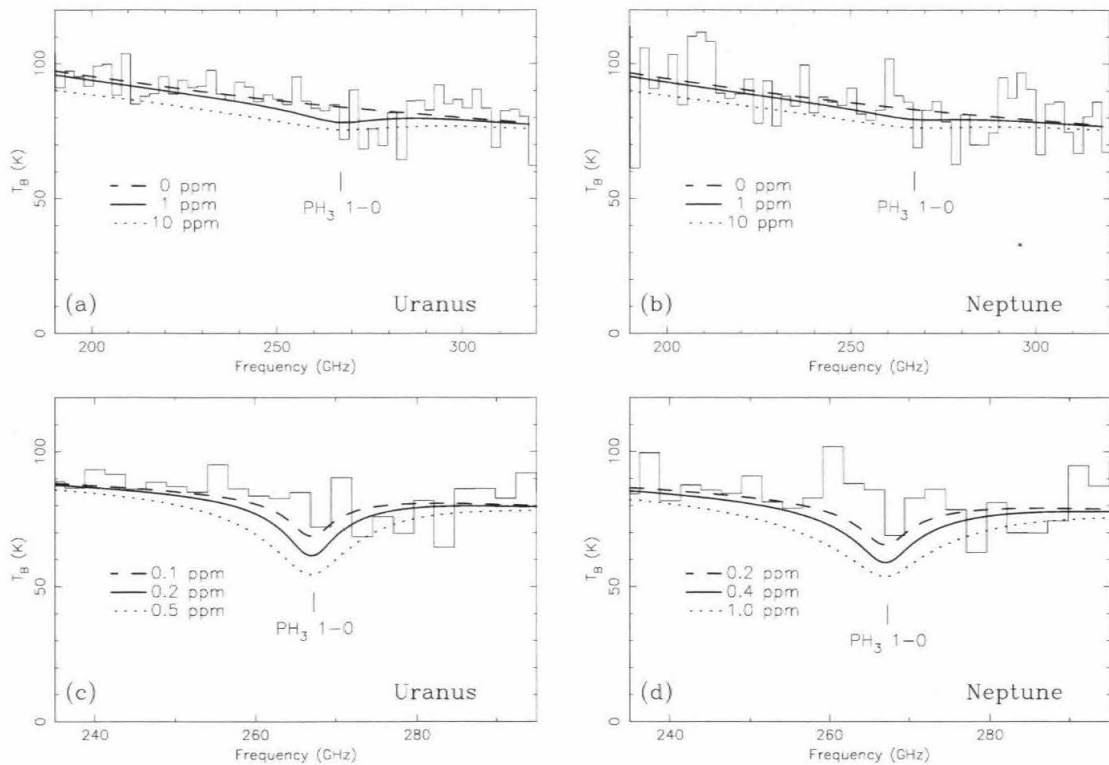 100
50
0
T_B (K)
0 ppm
1 ppm
10 ppm
PH₃ 1-0
(a)
Uranus
200
250
300
Frequency (GHz)
100
50
0
T_B (K)
0 ppm
1 ppm
10 ppm
PH₃ 1-0
(b)
Neptune
200
250
300
Frequency (GHz)
100
50
0
T_B (K)
0.1 ppm
0.2 ppm
0.5 ppm
PH₃ 1-0
(c)
Uranus
240
260
280
Frequency (GHz)
100
50
0
T_B (K)
0.2 ppm
0.4 ppm
1.0 ppm
PH₃ 1-0
(d)
Neptune
240
260
280
Frequency (GHz)